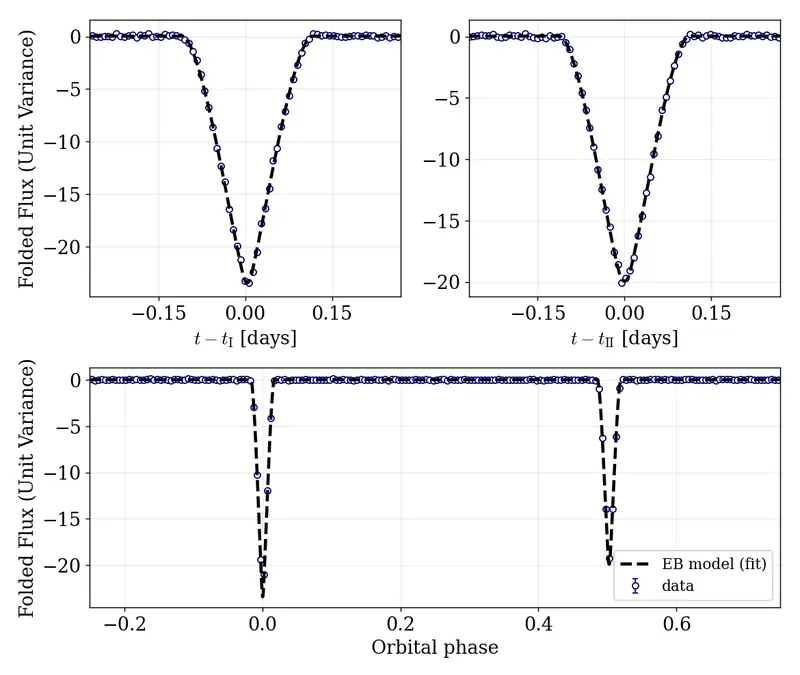 Folded Flux (Unit Variance)
0
−5
−10
−15
−20
−0.15 0.00 0.15
t − tI [days]
0
−5
−10
−15
−20
−0.15 0.00 0.15
t − tII [days]
Folded Flux (Unit Variance)
0
−5
−10
−15
−20
−0.2 0.0 0.2 0.4 0.6
Orbital phase
EB model (fit)
data